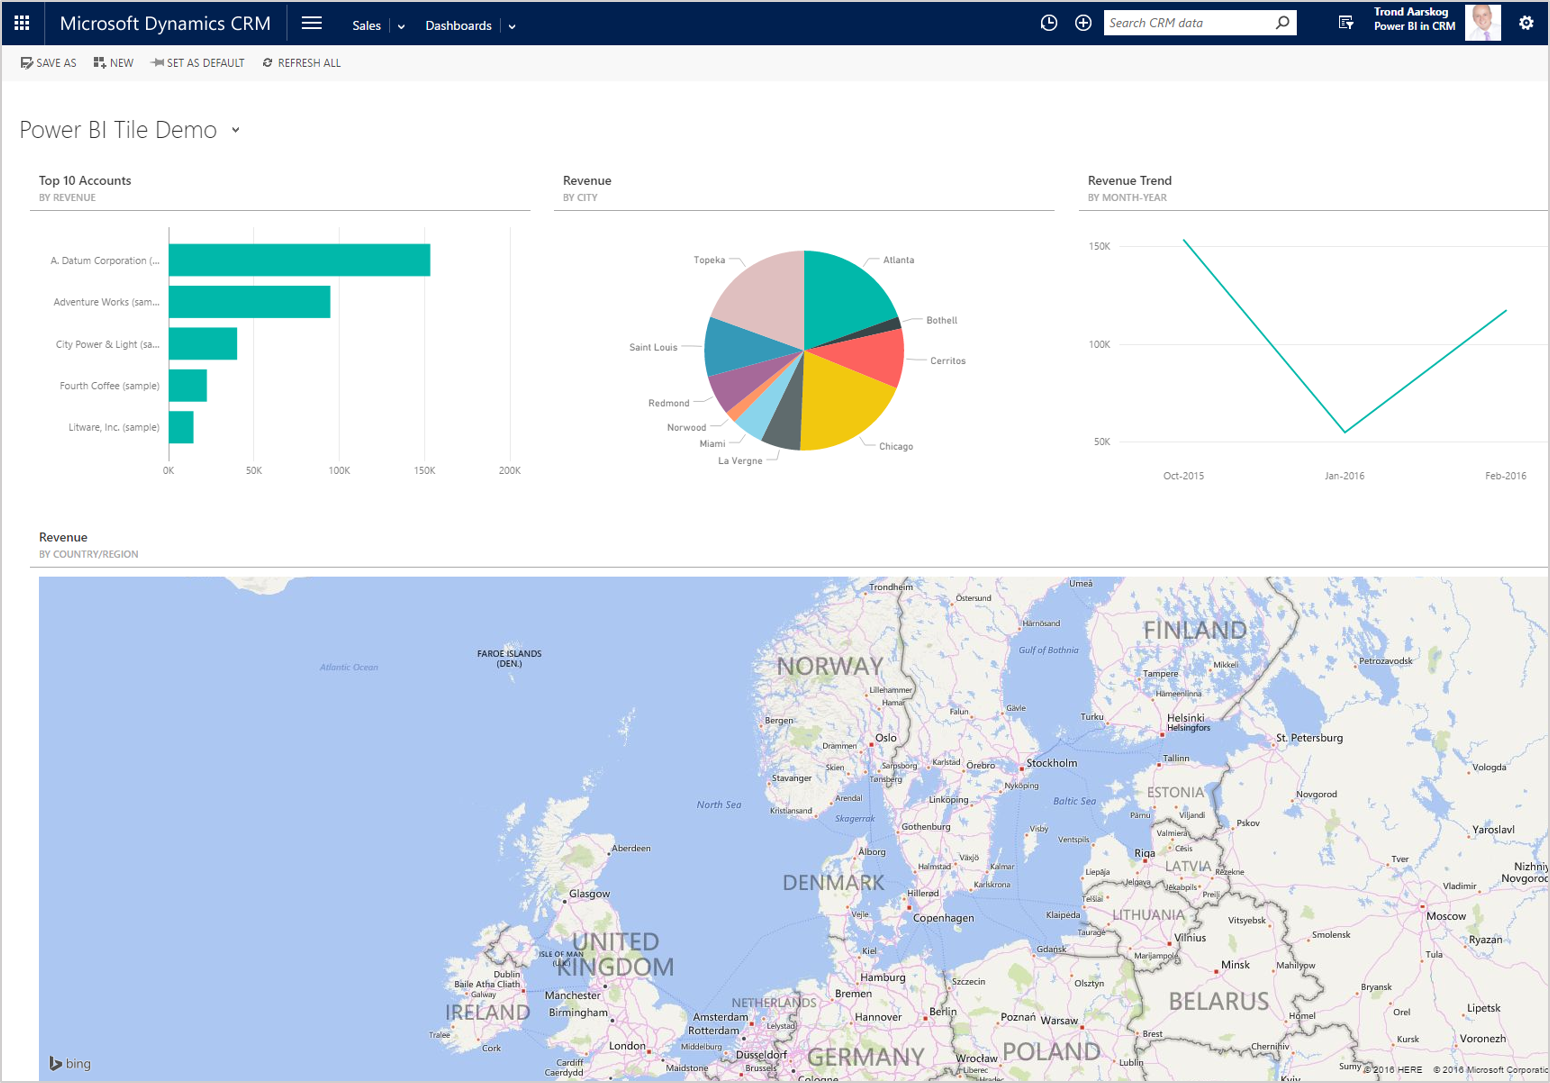 Microsoft Dynamics CRM
Sales
Dashboards
Search CRM data
Trond Aarskog
Power BI in CRM
SAVE AS
NEW
SET AS DEFAULT
REFRESH ALL
Power BI Tile Demo
Top 10 Accounts
BY REVENUE
A. Datum Corporation (...
Adventure Works (sam...
City Power & Light (sa...
Fourth Coffee (sample)
Litware, Inc. (sample)
0K 50K 100K 150K 200K
Revenue
BY CITY
Topeka
Atlanta
Bothell
Saint Louis
Cerritos
Redmond
Norwood
Miami
Chicago
La Vergne
Revenue Trend
BY MONTH-YEAR
150K
100K
50K
Oct-2015 Jan-2016 Feb-2016
Revenue
BY COUNTRY/REGION
Trondheim
Umeå
Östersund
Härnösand
FINLAND
Gulf of Bothnia
FAROE ISLANDS
(DEN.)
Atlantic Ocean
NORWAY
Petrozavodsk
Mikkeli
Tampere
Lillehammer
Hämeenlinna
Hamar
Falun
Gävle
Bergen
Turku
Helsinki
Helsingfors
Oslo
St. Petersburg
Drammen
Tallinn
Skien
Sarpsborg
Karlstad
Örebro
Stockholm
Vologda
Stavanger
Tønsberg
Nyköping
ESTONIA
Novgorod
Arendal
Linköping
Baltic Sea
North Sea
Kristiansand
Pärnu
Viljandi
Skagerrak
Gothenburg
Pskov
Visby
Ventspils
Valmiera
Yaroslavl
Aberdeen
Ålborg
Cēsis
Riga
Växjö
Tver
Halmstad
Kalmar
LATVIA
Liepāja
Rēzekne
Nizhniy
Novgorod
DENMARK
Karlskrona
Jelgava
Jēkabpils
Preiļi
Vladimir
Glasgow
Hillerød
Telšiai
Vejle
Copenhagen
Klaipėda
LITHUANIA
Vitsyebsk
Moscow
Taurage
Smolensk
UNITED
KINGDOM
Vilnius
Ryazan
Kiel
Gdańsk
Marijampolė
Tula
ISLE OF MAN
(U.K.)
Minsk
Mahilyow
Dublin
Baile Átha Cliath
Hamburg
Szczecin
Olsztyn
Bryansk
Galway
Manchester
NETHERLANDS
Bremen
BELARUS
Lipetsk
IRELAND
Birmingham
Amsterdam
Hannover
Berlin
Poznań
Warsaw
Homel
Orel
Rotterdam
Lelystad
Tralee
Brest
Kursk
Voronezh
Cork
London
Middelburg
Düsseldorf
GERMANY
Wrocław
POLAND
Chernihiv
Cardiff
Caerdydd
Maidstone
Brussels
Cologne
Liberec
Lublin
Sumy
bing
© 2016 HERE © 2016 Microsoft Corporatio